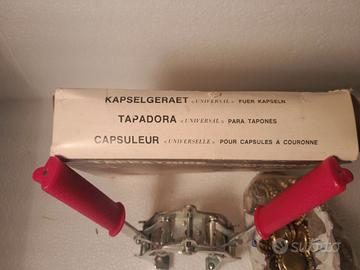 KAPSELGERAET «UNIVERSAL» FUER KAPSELN
TAPADORA «UNIVERSAL» PARA TAPONES
CAPSULEUR «UNIVERSELLE» POUR CAPSULES A COURONNE
subito